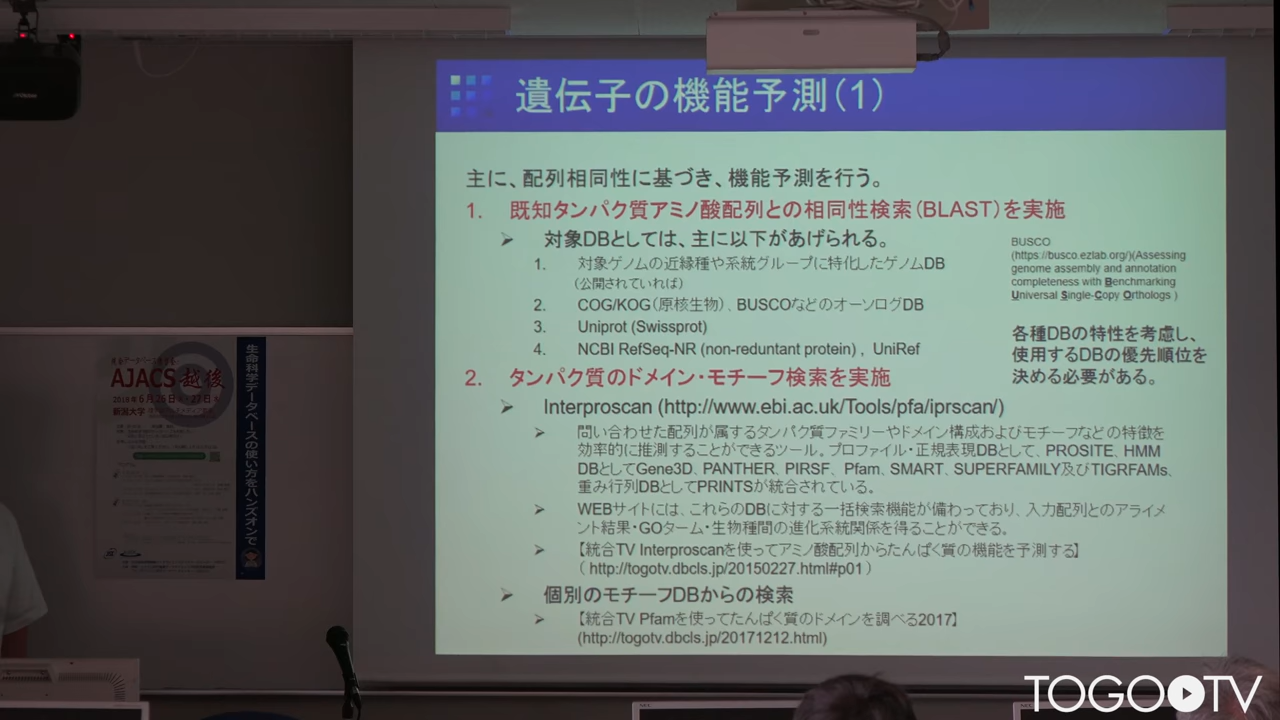 遺伝子の機能予測(1)
主に、配列相同性に基づき、機能予測を行う。
1. 既知タンパク質アミノ酸配列との相同性検索(BLAST)を実施
➢ 対象DBとしては、主に以下があげられる。
1. 対象ゲノムの近縁種や系統グループに特化したゲノムDB
(公開されていれば)
2. COG/KOG(原核生物)、BUSCOなどのオーソログDB
3. Uniprot (Swissprot)
4. NCBI RefSeq-NR (non-reduntant protein) , UniRef
BUSCO
(https://busco.ezlab.org/)(Assessing
genome assembly and annotation
completeness with Benchmarking
Universal Single-Copy Orthologs )
各種DBの特性を考慮し、
使用するDBの優先順位を
決める必要がある。
2. タンパク質のドメイン・モチーフ検索を実施
➢ Interproscan (http://www.ebi.ac.uk/Tools/pfa/iprscan/)
➢ 問い合わせた配列が属するタンパク質ファミリーやドメイン構成およびモチーフなどの特徴を
効率的に推測することができるツール。プロファイル・正規表現DBとして、PROSITE、HMM
DBとしてGene3D、PANTHER、PIRSF、Pfam、SMART、SUPERFAMILY及びTIGRFAMs、
重み行列DBとしてPRINTSが統合されている。
➢ WEBサイトには、これらのDBに対する一括検索機能が備わっており、入力配列とのアライメ
ント結果・GOターム・生物種間の進化系統関係を得ることができる。
➢ 【統合TV Interproscanを使ってアミノ酸配列からたんぱく質の機能を予測する】
( http://togotv.dbcls.jp/20150227.html#p01 )
➢ 個別のモチーフDBからの検索
➢ 【統合TV Pfamを使ってたんぱく質のドメインを調べる2017】
(http://togotv.dbcls.jp/20171212.html)
AJACS越後
新潟大学
生命科学データベースの使い方をハンズオンで
NEC
TOGOTV